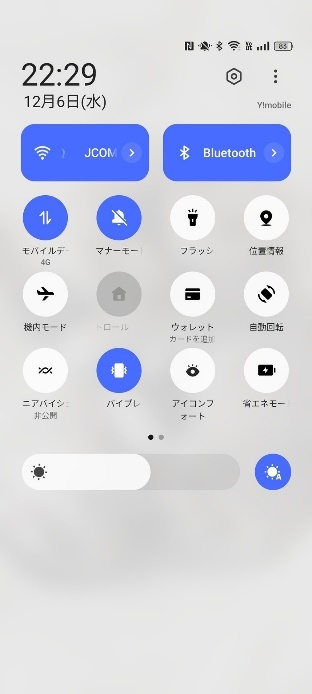 83
22:29
12月6日(水)
Y!mobile
JCOM
Bluetooth
モバイルデ
4G
マナーモー
フラッシ
位置情報
機内モード
トロール
ウォレット
カードを追加
自動回転
ニアバイシ
非公開
バイブレ
アイコンフ
ォート
省エネモー